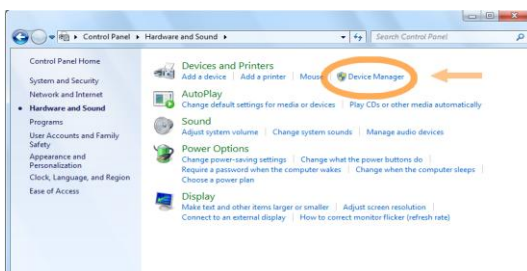 Control Panel ▸ Hardware and Sound ▸
Search Control Panel
Control Panel Home
System and Security
Network and Internet
Hardware and Sound
Programs
User Accounts and Family
Safety
Appearance and
Personalization
Clock, Language, and Region
Ease of Access
Devices and Printers
Add a device | Add a printer | Mouse | Device Manager
AutoPlay
Change default settings for media or devices | Play CDs or other media automatically
Sound
Adjust system volume | Change system sounds | Manage audio devices
Power Options
Change power-saving settings | Change what the power buttons do |
Require a password when the computer wakes | Change when the computer sleeps |
Choose a power plan
Display
Make text and other items larger or smaller | Adjust screen resolution |
Connect to an external display | How to correct monitor flicker (refresh rate)